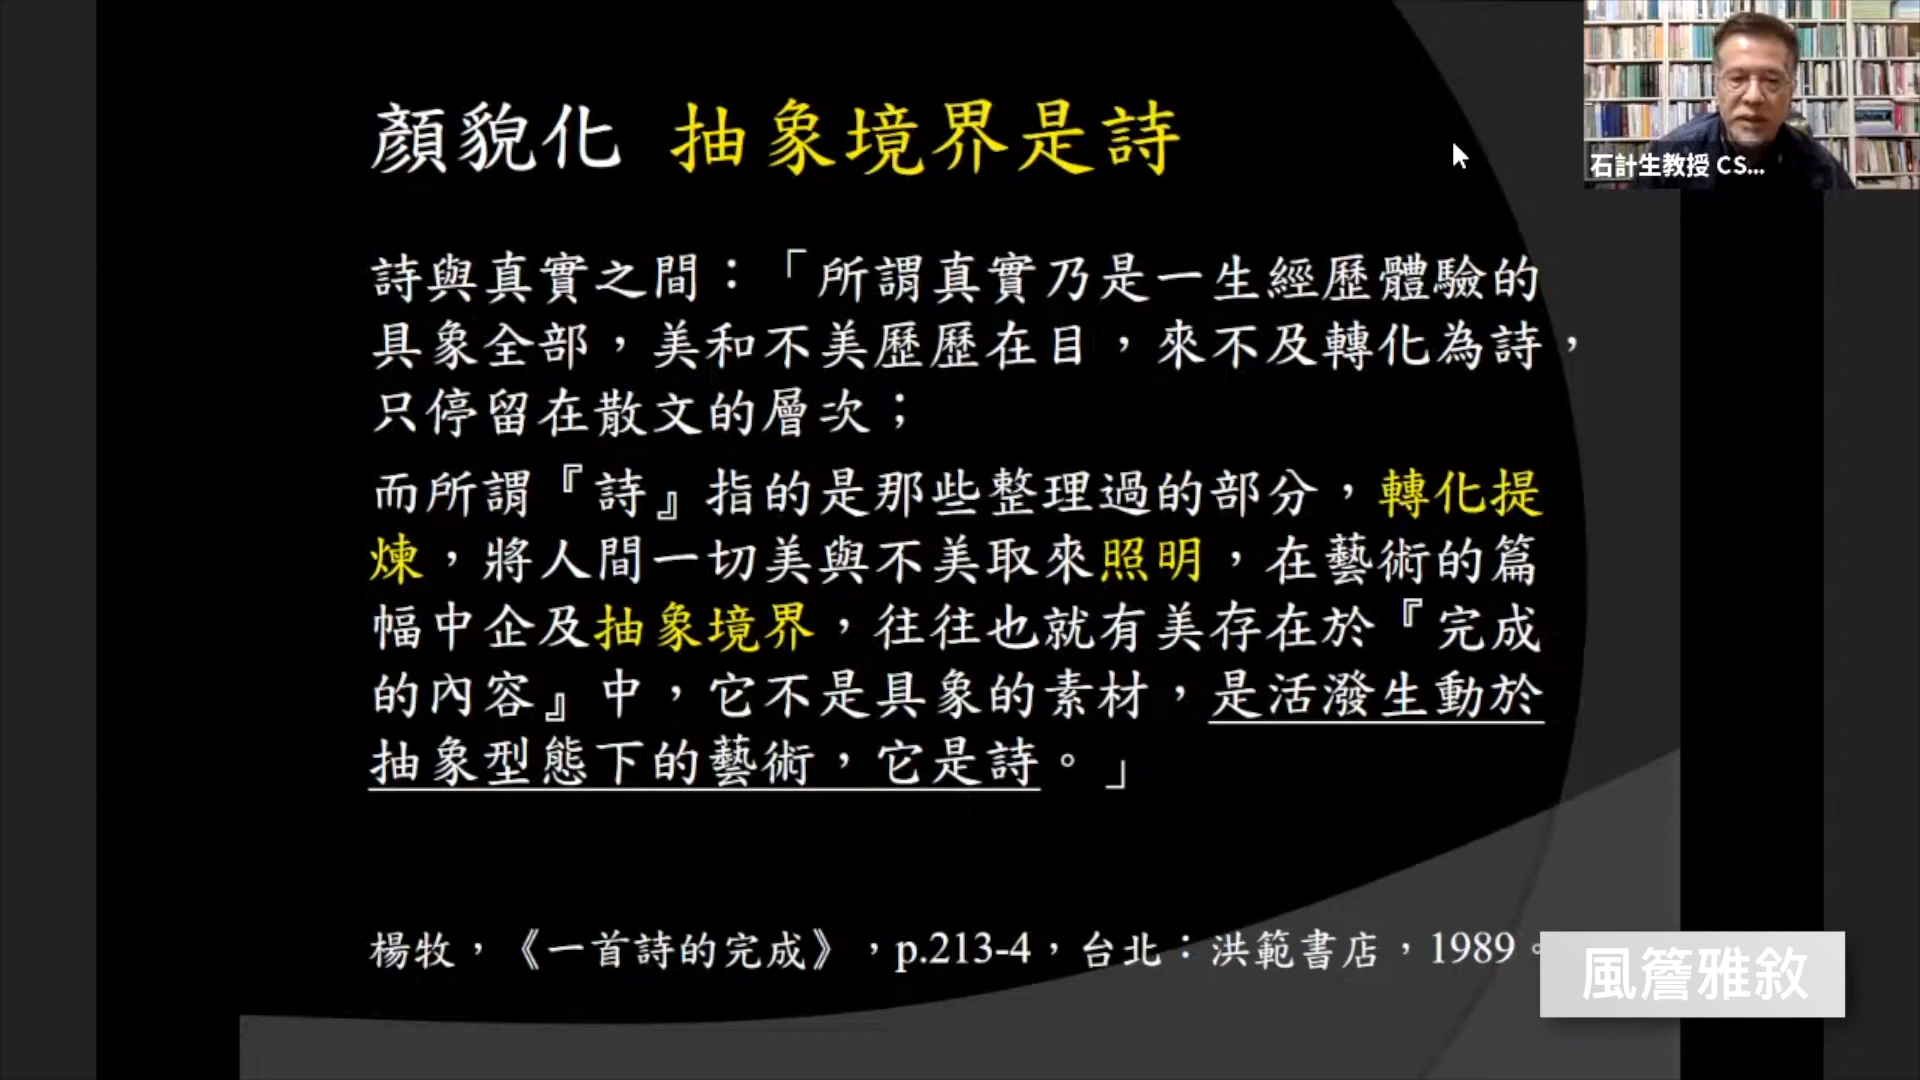 顏貌化 抽象境界是詩
石計生教授 CS...
詩與真實之間：「所謂真實乃是一生經歷體驗的
具象全部，美和不美歷歷在目，來不及轉化為詩，
只停留在散文的層次；
而所謂『詩』指的是那些整理過的部分，轉化提
煉，將人間一切美與不美取來照明，在藝術的篇
幅中企及抽象境界，往往也就有美存在於『完成
的內容』中，它不是具象的素材，是活潑生動於
抽象型態下的藝術，它是詩。」
楊牧，《一首詩的完成》，p.213-4，台北：洪範書店，1989。
風簷雅敘